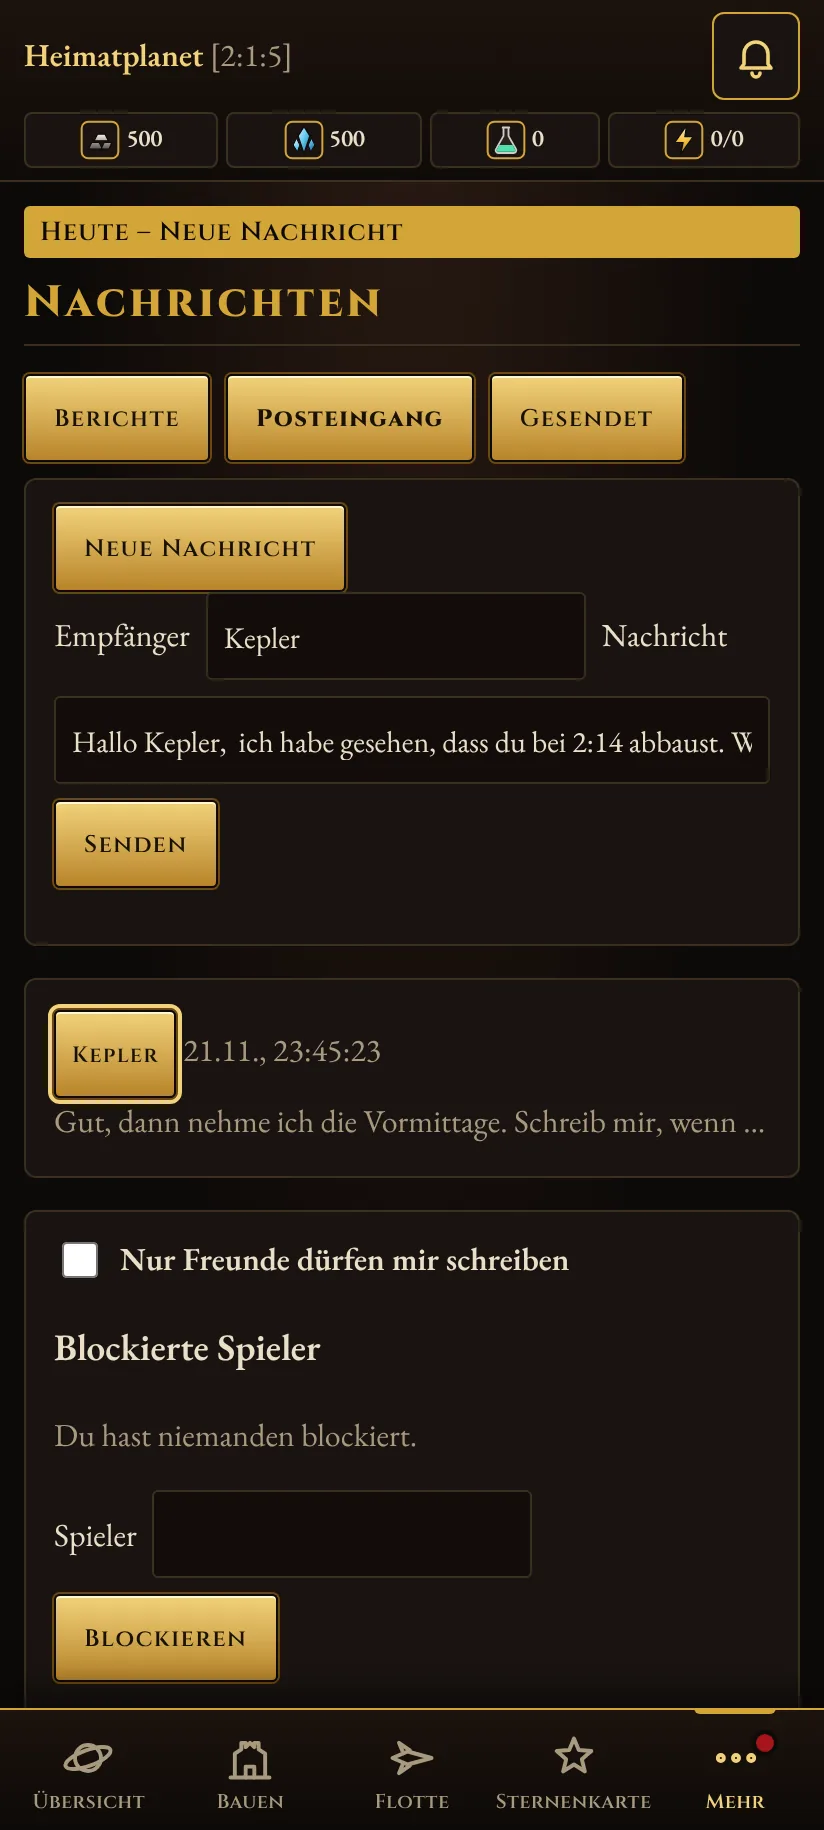 Heimatplanet [2:1:5]
500 500 0 0/0
Heute – Neue Nachricht
Nachrichten
Berichte Posteingang Gesendet
Neue Nachricht
Empfänger Kepler Nachricht
Hallo Kepler,  ich habe gesehen, dass du bei 2:14 abbaust. W
Senden
Kepler 21.11., 23:45:23
Gut, dann nehme ich die Vormittage. Schreib mir, wenn ...
Nur Freunde dürfen mir schreiben
Blockierte Spieler
Du hast niemanden blockiert.
Spieler
Blockieren
Übersicht Bauen Flotte Sternenkarte Mehr